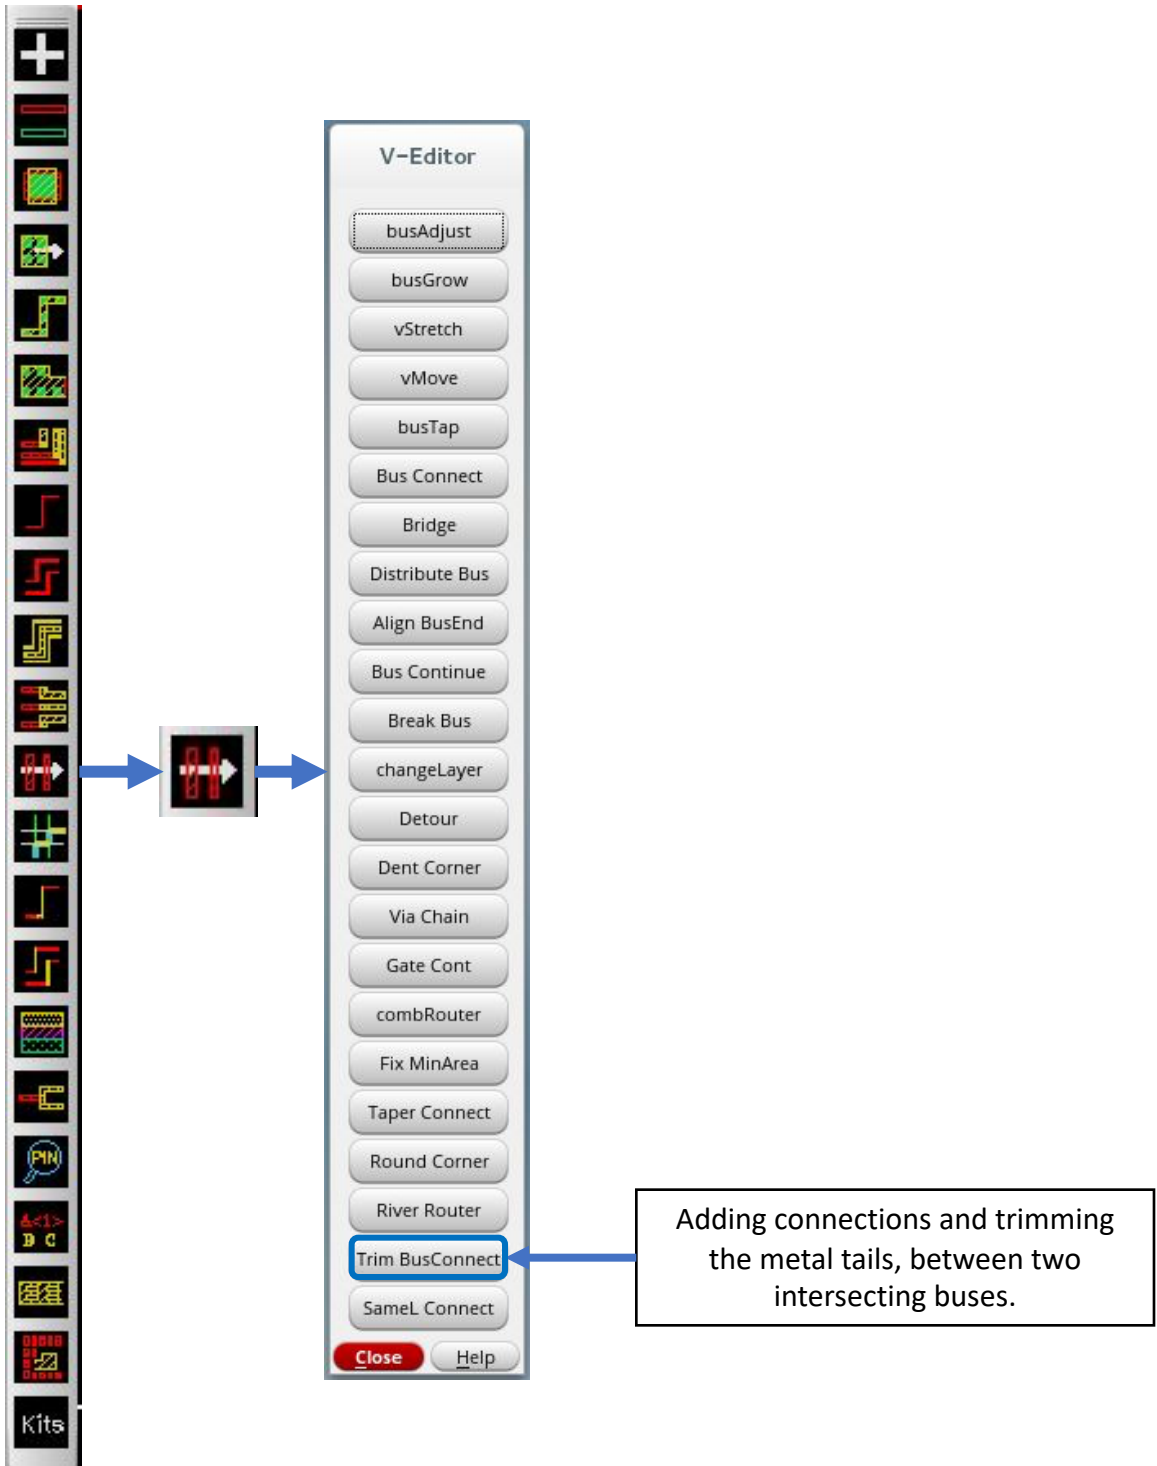 V-Editor
busAdjust
busGrow
vStretch
vMove
busTap
Bus Connect
Bridge
Distribute Bus
Align BusEnd
Bus Continue
Break Bus
changeLayer
Detour
Dent Corner
Via Chain
Gate Cont
combRouter
Fix MinArea
Taper Connect
Round Corner
River Router
Trim BusConnect
SameL Connect
Close Help
Adding connections and trimming
the metal tails, between two
intersecting buses.
PIN
A<1>
B C
Kits